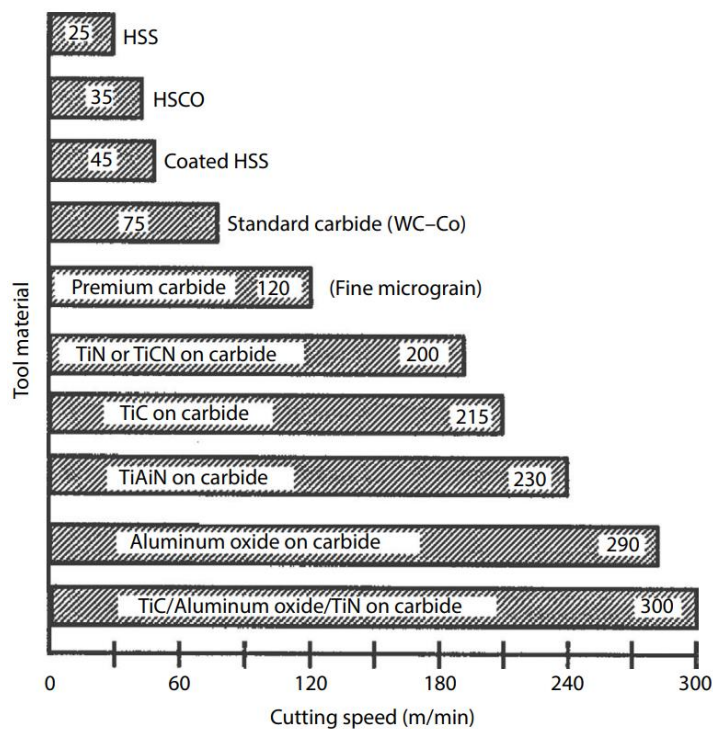 25 HSS
35 HSCO
45 Coated HSS
75 Standard carbide (WC–Co)
Premium carbide 120 (Fine micrograin)
TiN or TiCN on carbide 200
TiC on carbide 215
TiAiN on carbide 230
Aluminum oxide on carbide 290
TiC/Aluminum oxide/TiN on carbide 300
Tool material
0 60 120 180 240 300
Cutting speed (m/min)